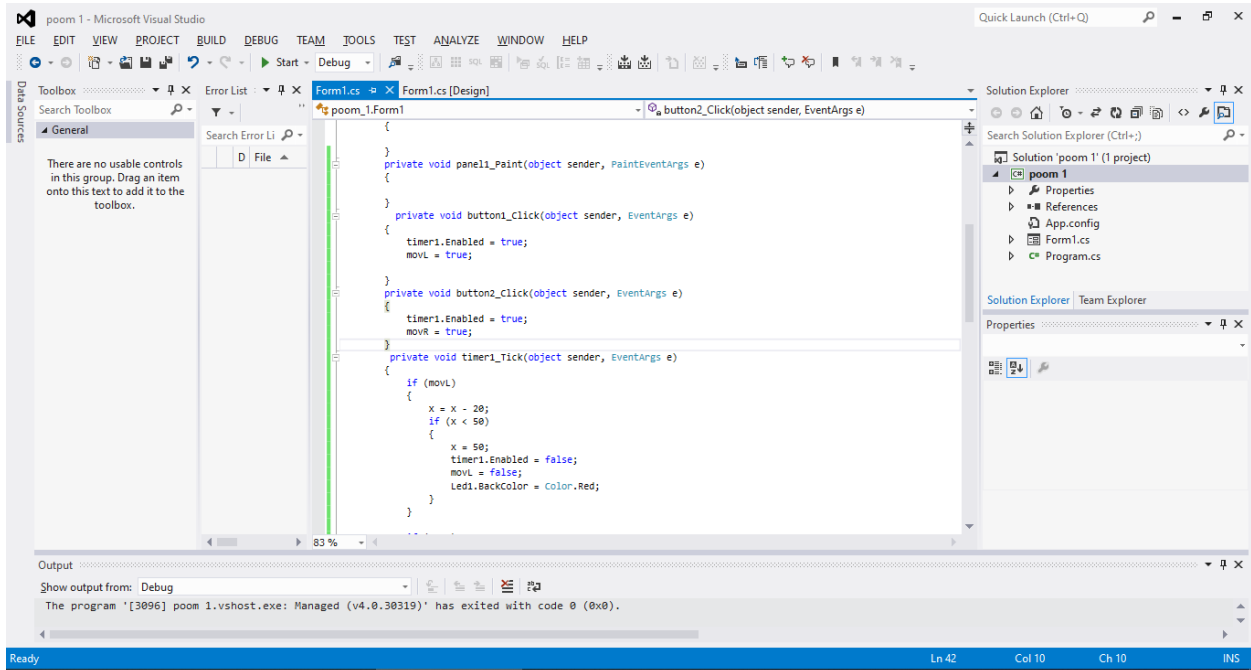 poom 1 - Microsoft Visual Studio
Quick Launch (Ctrl+Q)
FILE EDIT VIEW PROJECT BUILD DEBUG TEAM TOOLS TEST ANALYZE WINDOW HELP
Start Debug
Data Sources
Toolbox
Search Toolbox
General
There are no usable controls
in this group. Drag an item
onto this text to add it to the
toolbox.
Error List
"
Search Error Li
D File
Form1.cs Form1.cs [Design]
poom_1.Form1 button2_Click(object sender, EventArgs e)
{
}
private void panel1_Paint(object sender, PaintEventArgs e)
{
}
private void button1_Click(object sender, EventArgs e)
{
timer1.Enabled = true;
movL = true;
}
private void button2_Click(object sender, EventArgs e)
{
timer1.Enabled = true;
movR = true;
}
private void timer1_Tick(object sender, EventArgs e)
{
if (movL)
{
x = x - 20;
if (x < 50)
{
x = 50;
timer1.Enabled = false;
movL = false;
Led1.BackColor = Color.Red;
}
}
83 %
Solution Explorer
Search Solution Explorer (Ctrl+;)
Solution 'poom 1' (1 project)
C# poom 1
Properties
References
App.config
Form1.cs
C# Program.cs
Solution Explorer Team Explorer
Properties
Output
Show output from: Debug
The program '[3096] poom 1.vshost.exe: Managed (v4.0.30319)' has exited with code 0 (0x0).
Ready Ln 42 Col 10 Ch 10 INS